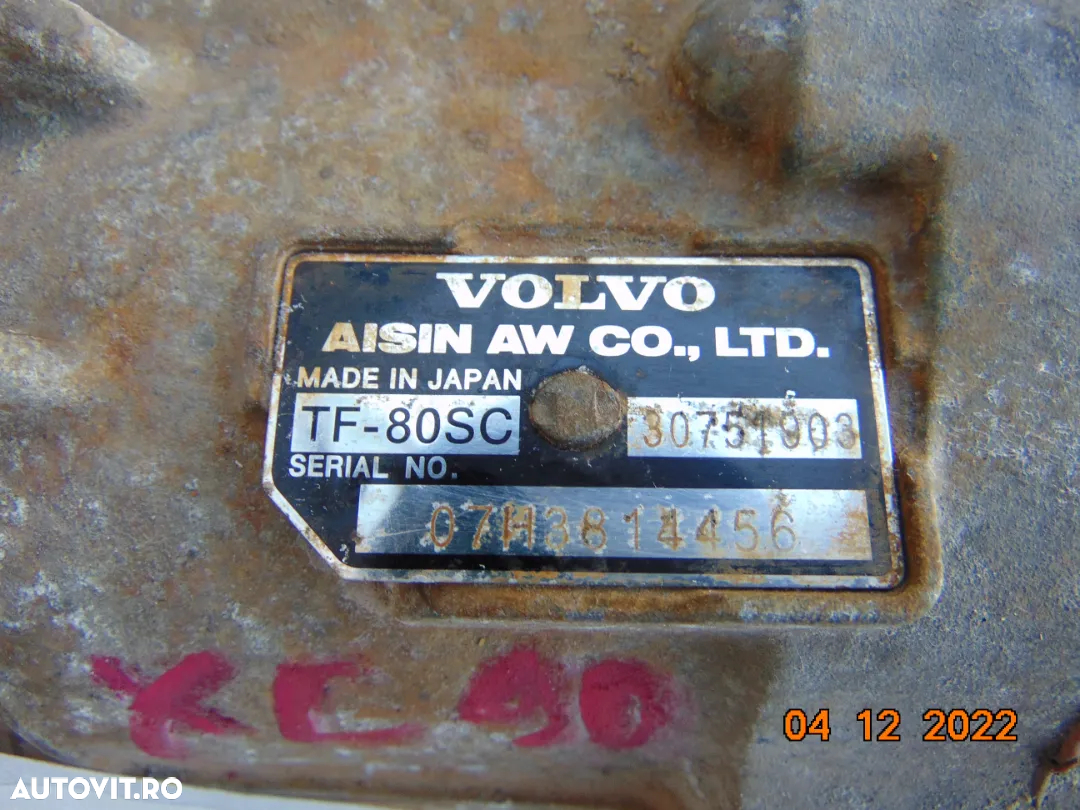 VOLVO
AISIN AW CO., LTD.
MADE IN JAPAN
TF-80SC 30751903
SERIAL NO.
07H3814456
XC90
04 12 2022
AUTOVIT.RO